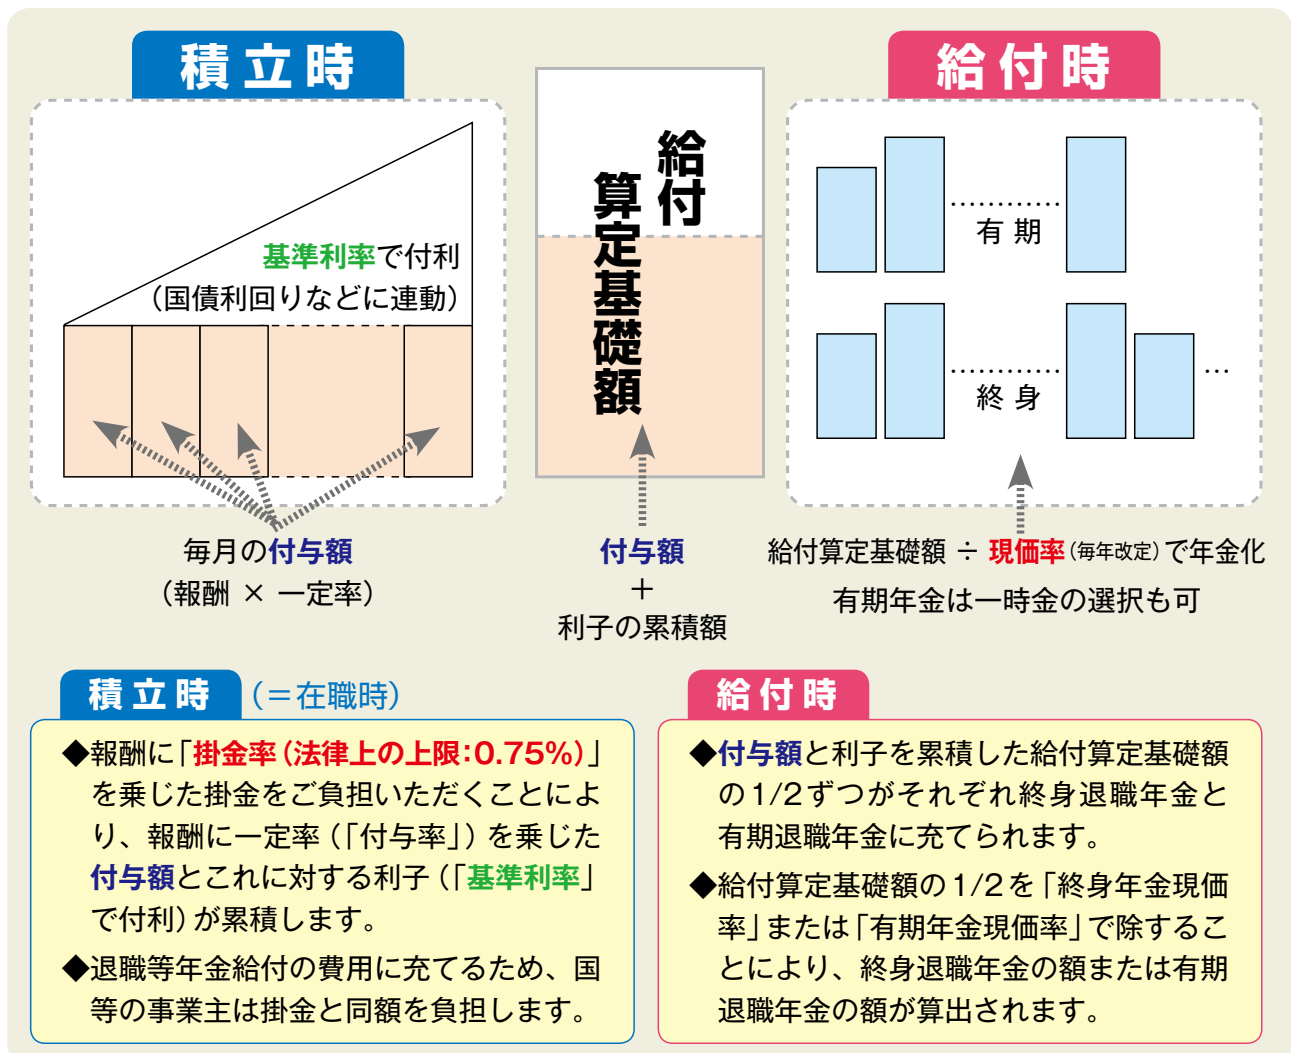 積立時
基準利率で付利
（国債利回りなどに連動）
毎月の付与額
（報酬 × 一定率）
給付
算定基礎額
付与額
＋
利子の累積額
給付時
…………
有期
…………
終身
…
給付算定基礎額 ÷ 現価率（毎年改定）で年金化
有期年金は一時金の選択も可
積立時（＝在職時）
◆報酬に「掛金率（法律上の上限：0.75%）」
を乗じた掛金をご負担いただくことによ
り、報酬に一定率（「付与率」）を乗じた
付与額とこれに対する利子（「基準利率」
で付利）が累積します。
◆退職等年金給付の費用に充てるため、国
等の事業主は掛金と同額を負担します。
給付時
◆付与額と利子を累積した給付算定基礎額
の1/2ずつがそれぞれ終身退職年金と
有期退職年金に充てられます。
◆給付算定基礎額の1/2を「終身年金現価
率」または「有期年金現価率」で除するこ
とにより、終身退職年金の額または有期
退職年金の額が算出されます。